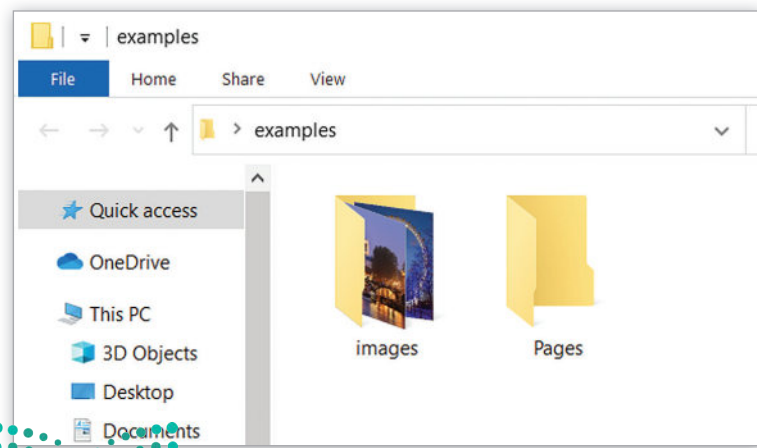 examples
File Home Share View
examples
Quick access
OneDrive
This PC
3D Objects
Desktop
Documents
images Pages